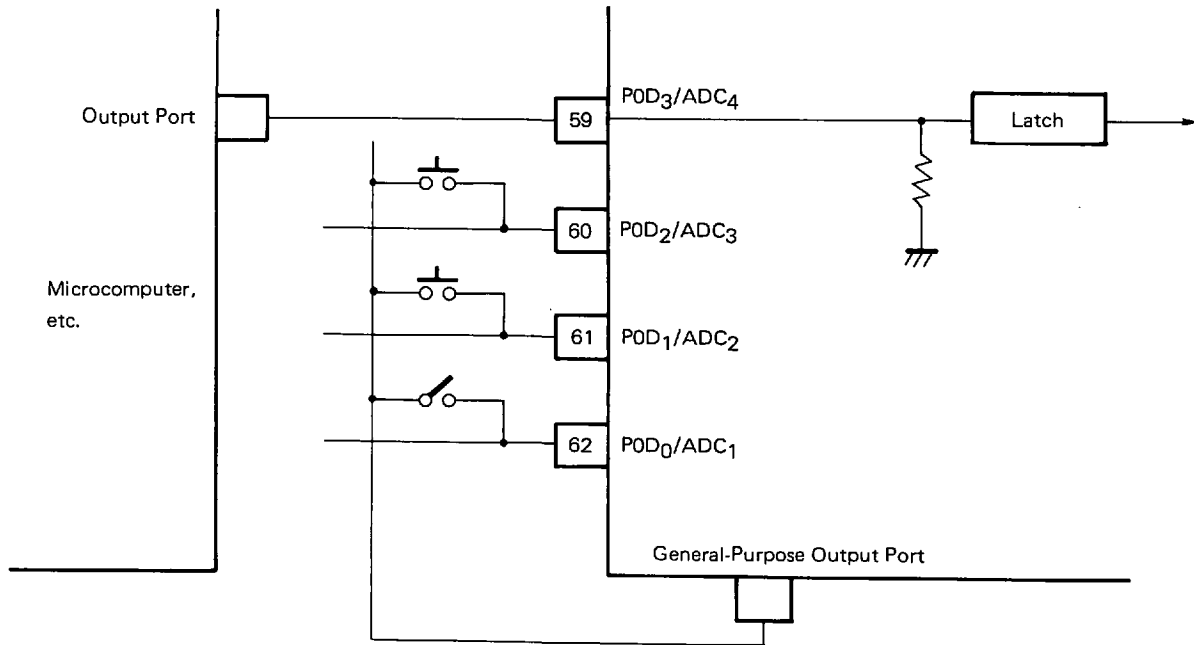 Output Port
59
P0D3/ADC4
Latch
60
P0D2/ADC3
Microcomputer,
etc.
61
P0D1/ADC2
62
P0D0/ADC1
General-Purpose Output Port